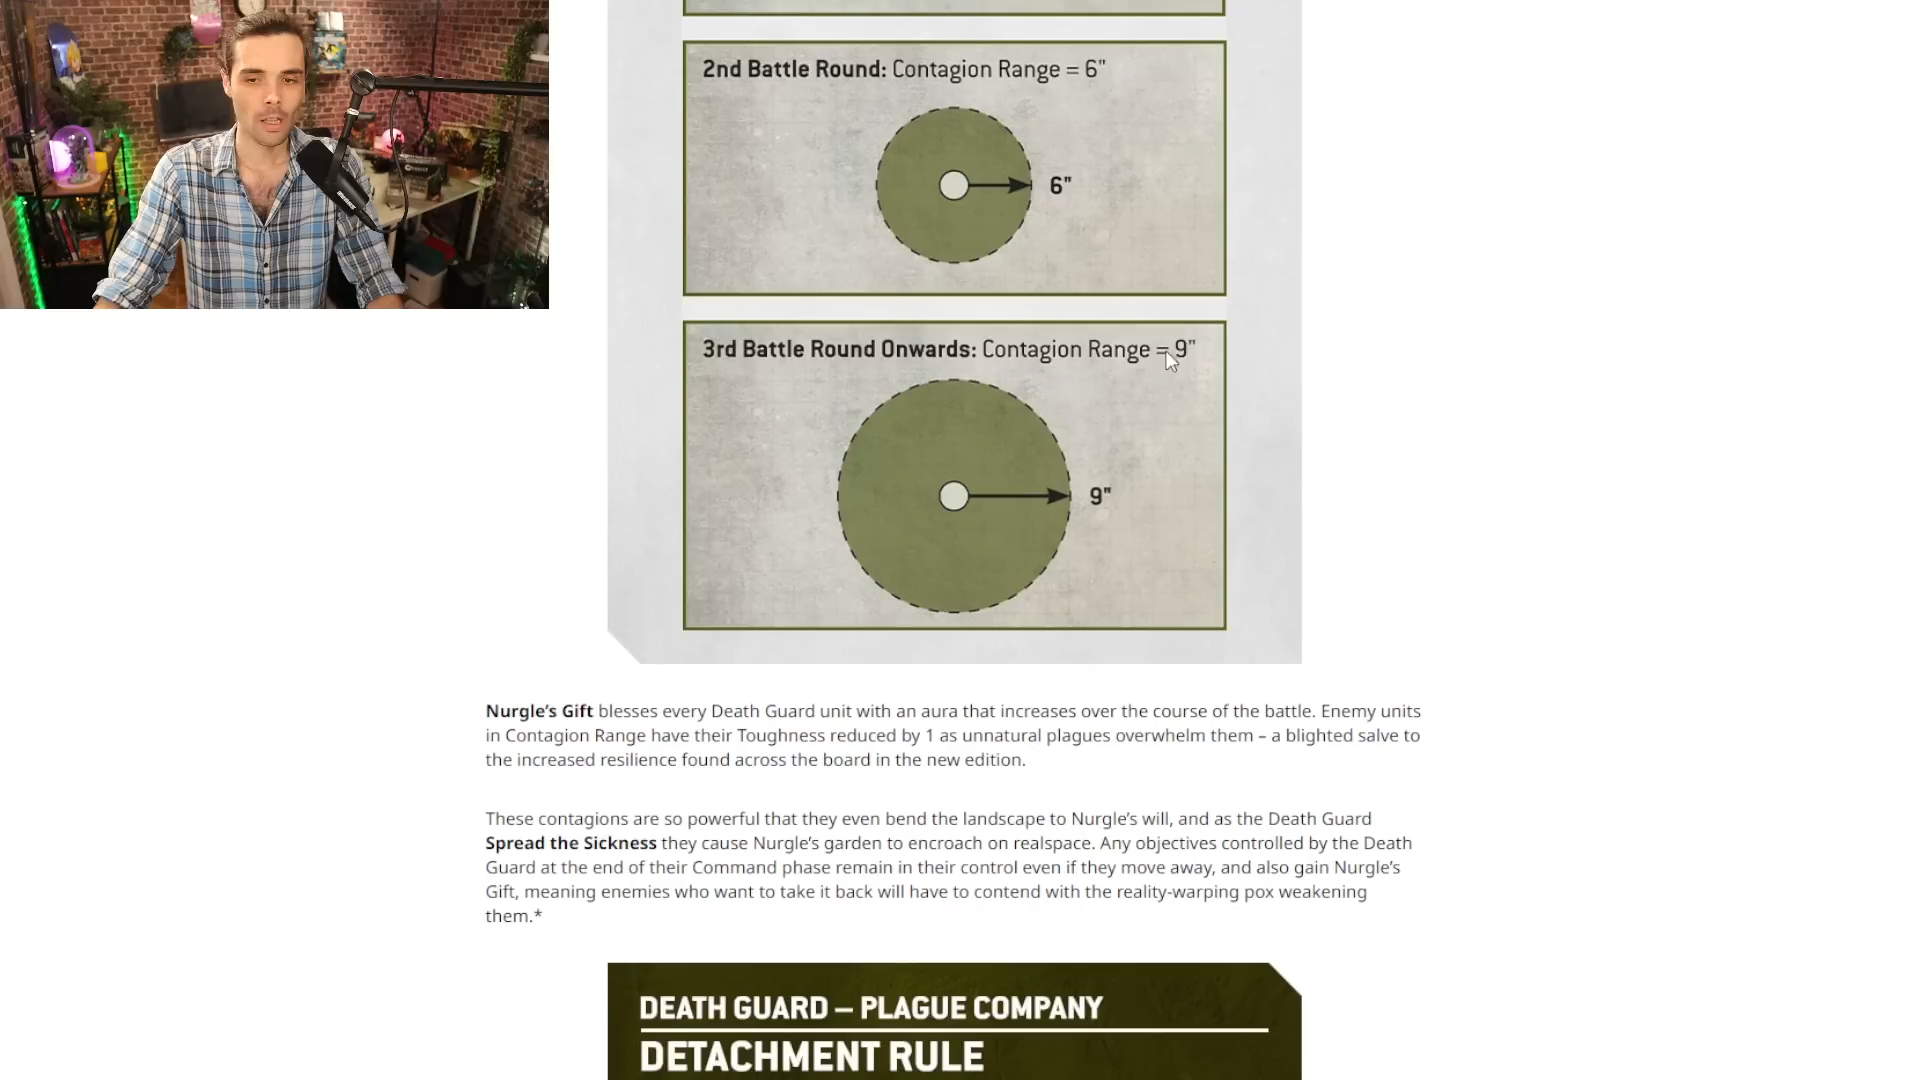 2nd Battle Round: Contagion Range = 6"
6"
3rd Battle Round Onwards: Contagion Range = 9"
9"
Nurgle's Gift blesses every Death Guard unit with an aura that increases over the course of the battle. Enemy units
in Contagion Range have their Toughness reduced by 1 as unnatural plagues overwhelm them – a blighted salve to
the increased resilience found across the board in the new edition.
These contagions are so powerful that they even bend the landscape to Nurgle's will, and as the Death Guard
Spread the Sickness they cause Nurgle's garden to encroach on realspace. Any objectives controlled by the Death
Guard at the end of their Command phase remain in their control even if they move away, and also gain Nurgle's
Gift, meaning enemies who want to take it back will have to contend with the reality-warping pox weakening
them.*
DEATH GUARD – PLAGUE COMPANY
DETACHMENT RULE